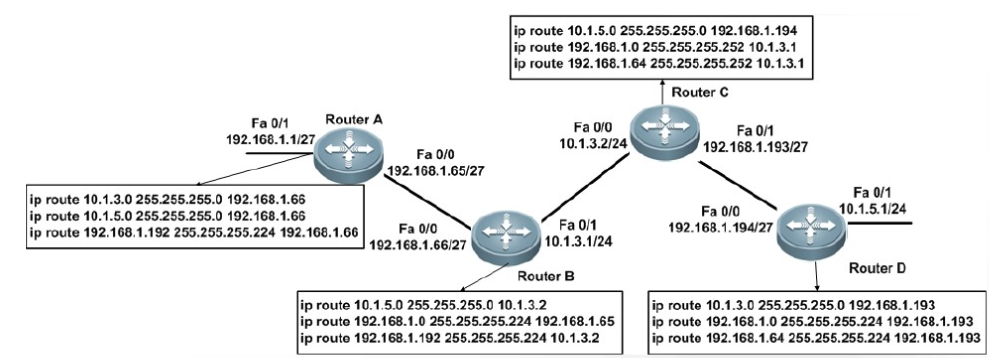 ip route 10.1.5.0 255.255.255.0 192.168.1.194
ip route 192.168.1.0 255.255.255.252 10.1.3.1
ip route 192.168.1.64 255.255.255.252 10.1.3.1
Router C
Fa 0/1
192.168.1.1/27
Router A
Fa 0/0
192.168.1.65/27
Fa 0/0
10.1.3.2/24
Fa 0/1
192.168.1.193/27
ip route 10.1.3.0 255.255.255.0 192.168.1.66
ip route 10.1.5.0 255.255.255.0 192.168.1.66
ip route 192.168.1.192 255.255.255.224 192.168.1.66
Fa 0/0
192.168.1.66/27
Fa 0/1
10.1.3.1/24
Router B
Fa 0/0
192.168.1.194/27
Fa 0/1
10.1.5.1/24
Router D
ip route 10.1.5.0 255.255.255.0 10.1.3.2
ip route 192.168.1.0 255.255.255.224 192.168.1.65
ip route 192.168.1.192 255.255.255.224 10.1.3.2
ip route 10.1.3.0 255.255.255.0 192.168.1.193
ip route 192.168.1.0 255.255.255.224 192.168.1.193
ip route 192.168.1.64 255.255.255.224 192.168.1.193